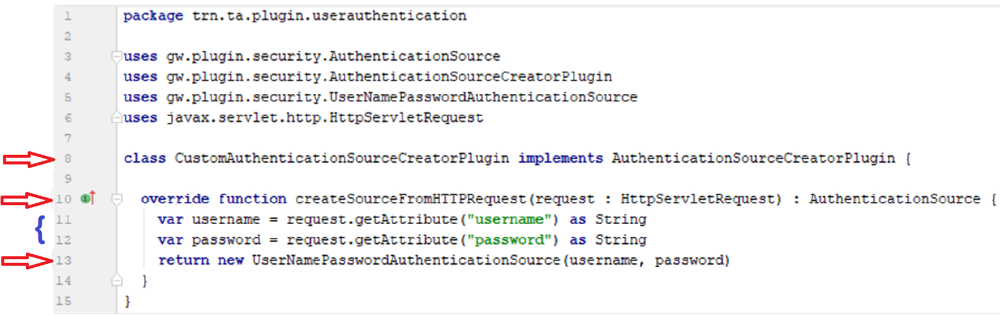 1 package trn.ta.plugin.userauthentication
2
3 uses gw.plugin.security.AuthenticationSource
4 uses gw.plugin.security.AuthenticationSourceCreatorPlugin
5 uses gw.plugin.security.UserNamePasswordAuthenticationSource
6 uses javax.servlet.http.HttpServletRequest
7
8 class CustomAuthenticationSourceCreatorPlugin implements AuthenticationSourceCreatorPlugin {
9
10 override function createSourceFromHTTPRequest(request : HttpServletRequest) : AuthenticationSource {
{
11 var username = request.getAttribute("username") as String
12 var password = request.getAttribute("password") as String
13 return new UserNamePasswordAuthenticationSource(username, password)
14 }
15 }